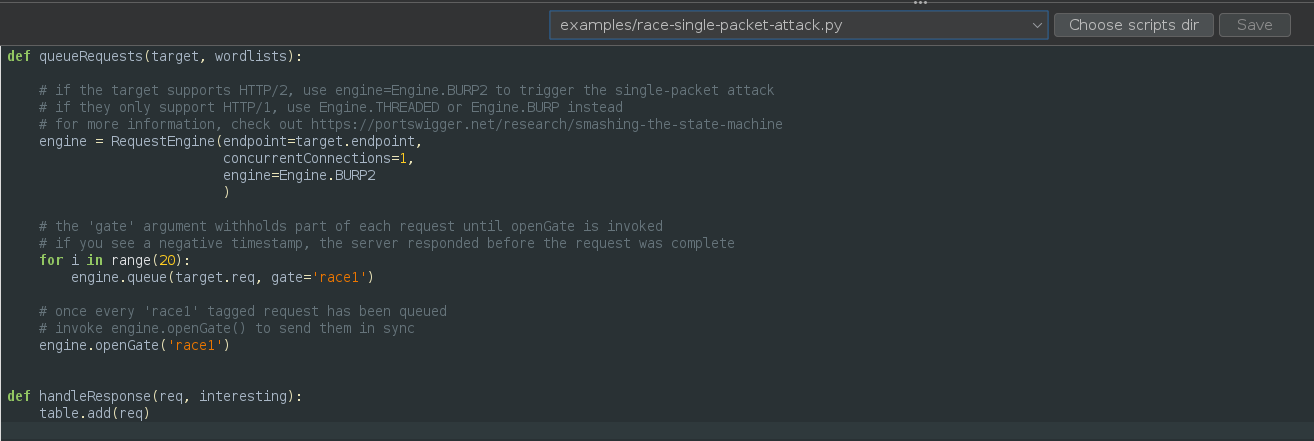 examples/race-single-packet-attack.py
Choose scripts dir
Save
def queueRequests(target, wordlists):
    # if the target supports HTTP/2, use engine=Engine.BURP2 to trigger the single-packet attack
    # if they only support HTTP/1, use Engine.THREADED or Engine.BURP instead
    # for more information, check out https://portswigger.net/research/smashing-the-state-machine
    engine = RequestEngine(endpoint=target.endpoint,
                           concurrentConnections=1,
                           engine=Engine.BURP2
                           )
    # the 'gate' argument withholds part of each request until openGate is invoked
    # if you see a negative timestamp, the server responded before the request was complete
    for i in range(20):
        engine.queue(target.req, gate='race1')
    # once every 'race1' tagged request has been queued
    # invoke engine.openGate() to send them in sync
    engine.openGate('race1')
def handleResponse(req, interesting):
    table.add(req)